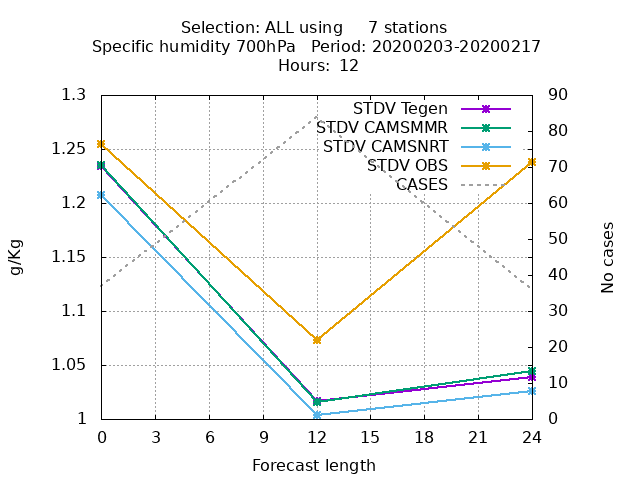 Selection: ALL using 7 stations
Specific humidity 700hPa Period: 20200203-20200217
Hours: 12
1.3
1.25
1.2
1.15
1.1
1.05
1
g/Kg
STDV Tegen
STDV CAMSMMR
STDV CAMSNRT
STDV OBS
CASES
90
80
70
60
50
40
30
20
10
0
No cases
0 3 6 9 12 15 18 21 24
Forecast length